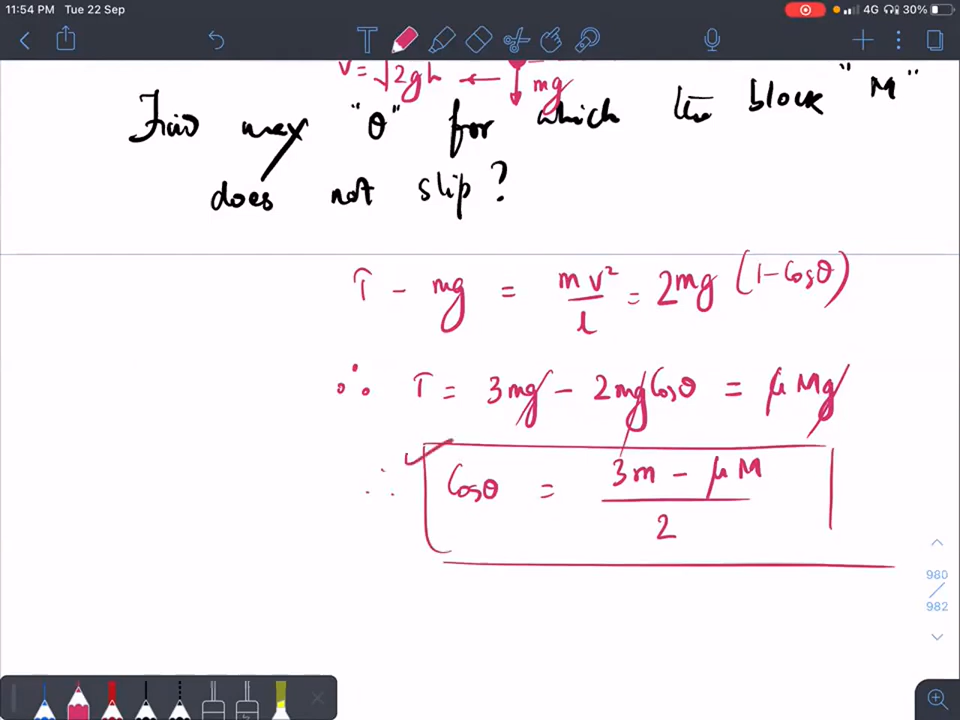 11:54 PM Tue 22 Sep 4G 30%
T
v = √2gh ← mg
Find max "θ" for which the block "M"
does not slip?
T - mg = mv²/l = 2mg (1-Cosθ)
∴ T = 3mg - 2mgCosθ = μMg
∴ Cosθ = 3m - μM / 2
980
982